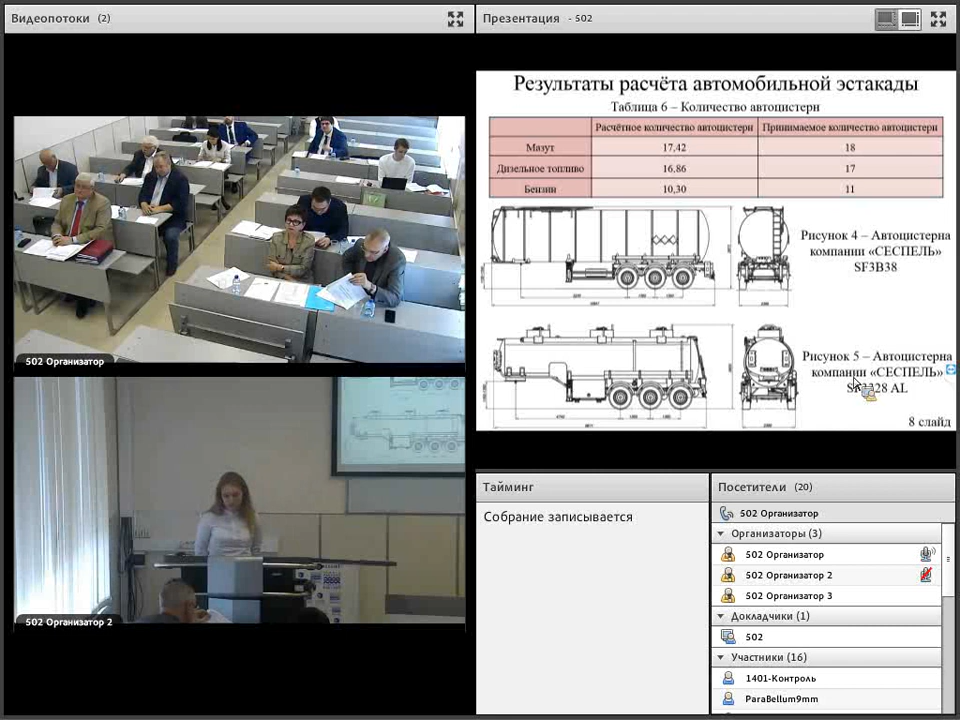 Видеопотоки (2)
502 Организатор
502 Организатор 2
Презентация - 502
Результаты расчёта автомобильной эстакады
Таблица 6 – Количество автоцистерн
Расчётное количество автоцистерн Принимаемое количество автоцистерн
Мазут 17,42 18
Дизельное топливо 16,86 17
Бензин 10,30 11
Рисунок 4 – Автоцистерна
компании «СЕСПЕЛЬ»
SF3B38
Рисунок 5 – Автоцистерна
компании «СЕСПЕЛЬ»
AL
8 слайд
Тайминг
Собрание записывается
Посетители (20)
502 Организатор
Организаторы (3)
502 Организатор
502 Организатор 2
502 Организатор 3
Докладчики (1)
502
Участники (16)
1401-Контроль
ParaBellum9mm